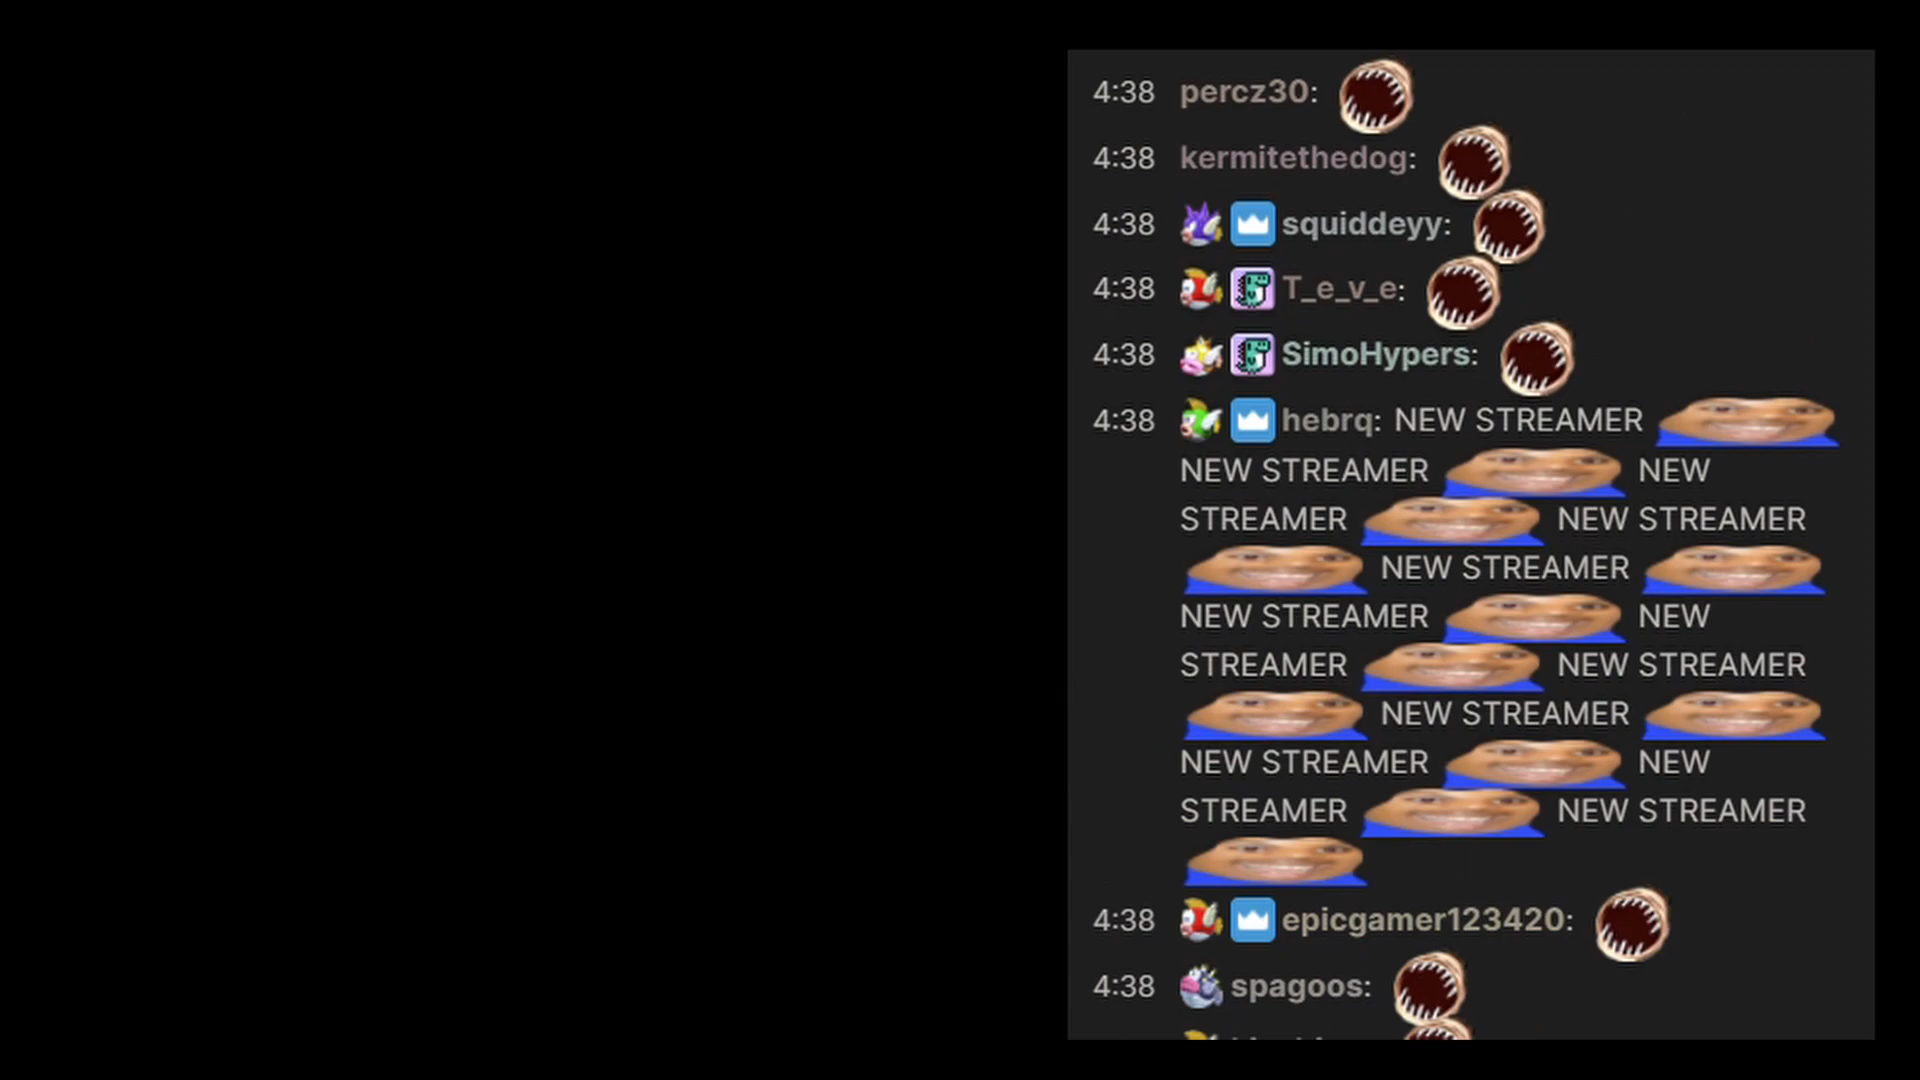 4:38 percz30:
4:38 kermitethedog:
4:38 squiddeyy:
4:38 T_e_v_e:
4:38 SimoHypers:
4:38 hebrq: NEW STREAMER
NEW STREAMER NEW
STREAMER NEW STREAMER
NEW STREAMER
NEW STREAMER NEW
STREAMER NEW STREAMER
NEW STREAMER
NEW STREAMER NEW
STREAMER NEW STREAMER
4:38 epicgamer123420:
4:38 spagoos: